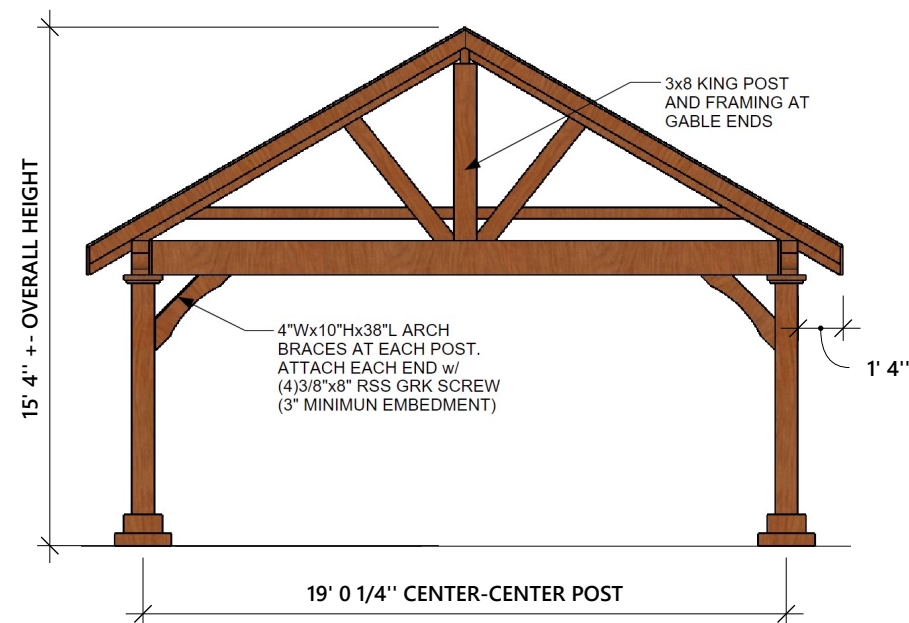 3x8 KING POST
AND FRAMING AT
GABLE ENDS
15' 4'' +- OVERALL HEIGHT
4"Wx10"Hx38"L ARCH
BRACES AT EACH POST.
ATTACH EACH END w/
(4)3/8"x8" RSS GRK SCREW
(3" MINIMUN EMBEDMENT)
1' 4''
19' 0 1/4'' CENTER-CENTER POST